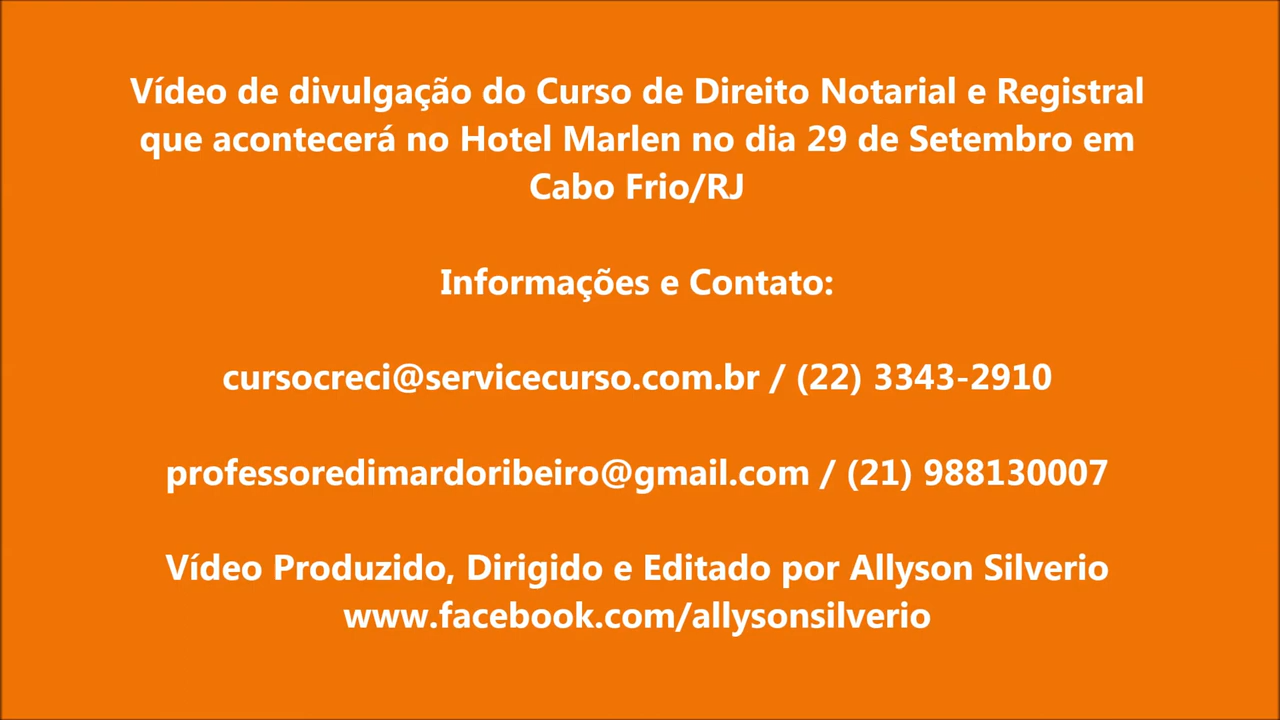 Vídeo de divulgação do Curso de Direito Notarial e Registral
que acontecerá no Hotel Marlen no dia 29 de Setembro em
Cabo Frio/RJ
Informações e Contato:
cursocreci@servicecurso.com.br / (22) 3343-2910
professoredimardoribeiro@gmail.com / (21) 988130007
Vídeo Produzido, Dirigido e Editado por Allyson Silverio
www.facebook.com/allysonsilverio